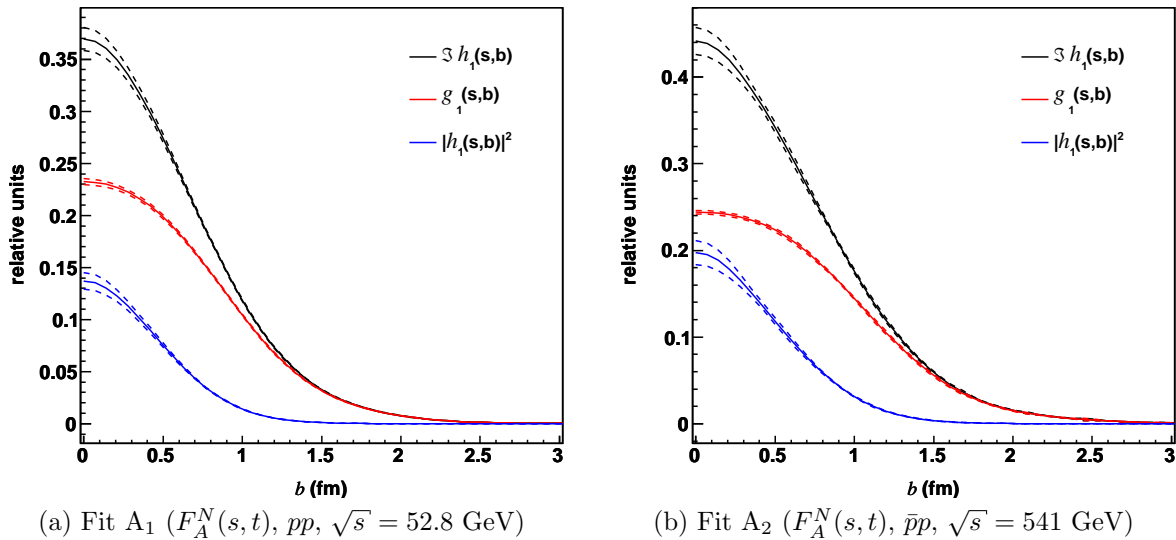 relative units
0.35
0.3
0.25
0.2
0.15
0.1
0.05
0
0
0.5
1
1.5
2
2.5
3
b (fm)
ℑ h₁(s,b)
g₁(s,b)
|h₁(s,b)|²
(a) Fit A₁ (F_A^N(s, t), pp, √s = 52.8 GeV)
relative units
0.4
0.3
0.2
0.1
0
0
0.5
1
1.5
2
2.5
3
b (fm)
ℑ h₁(s,b)
g₁(s,b)
|h₁(s,b)|²
(b) Fit A₂ (F_A^N(s, t), p̄p, √s = 541 GeV)